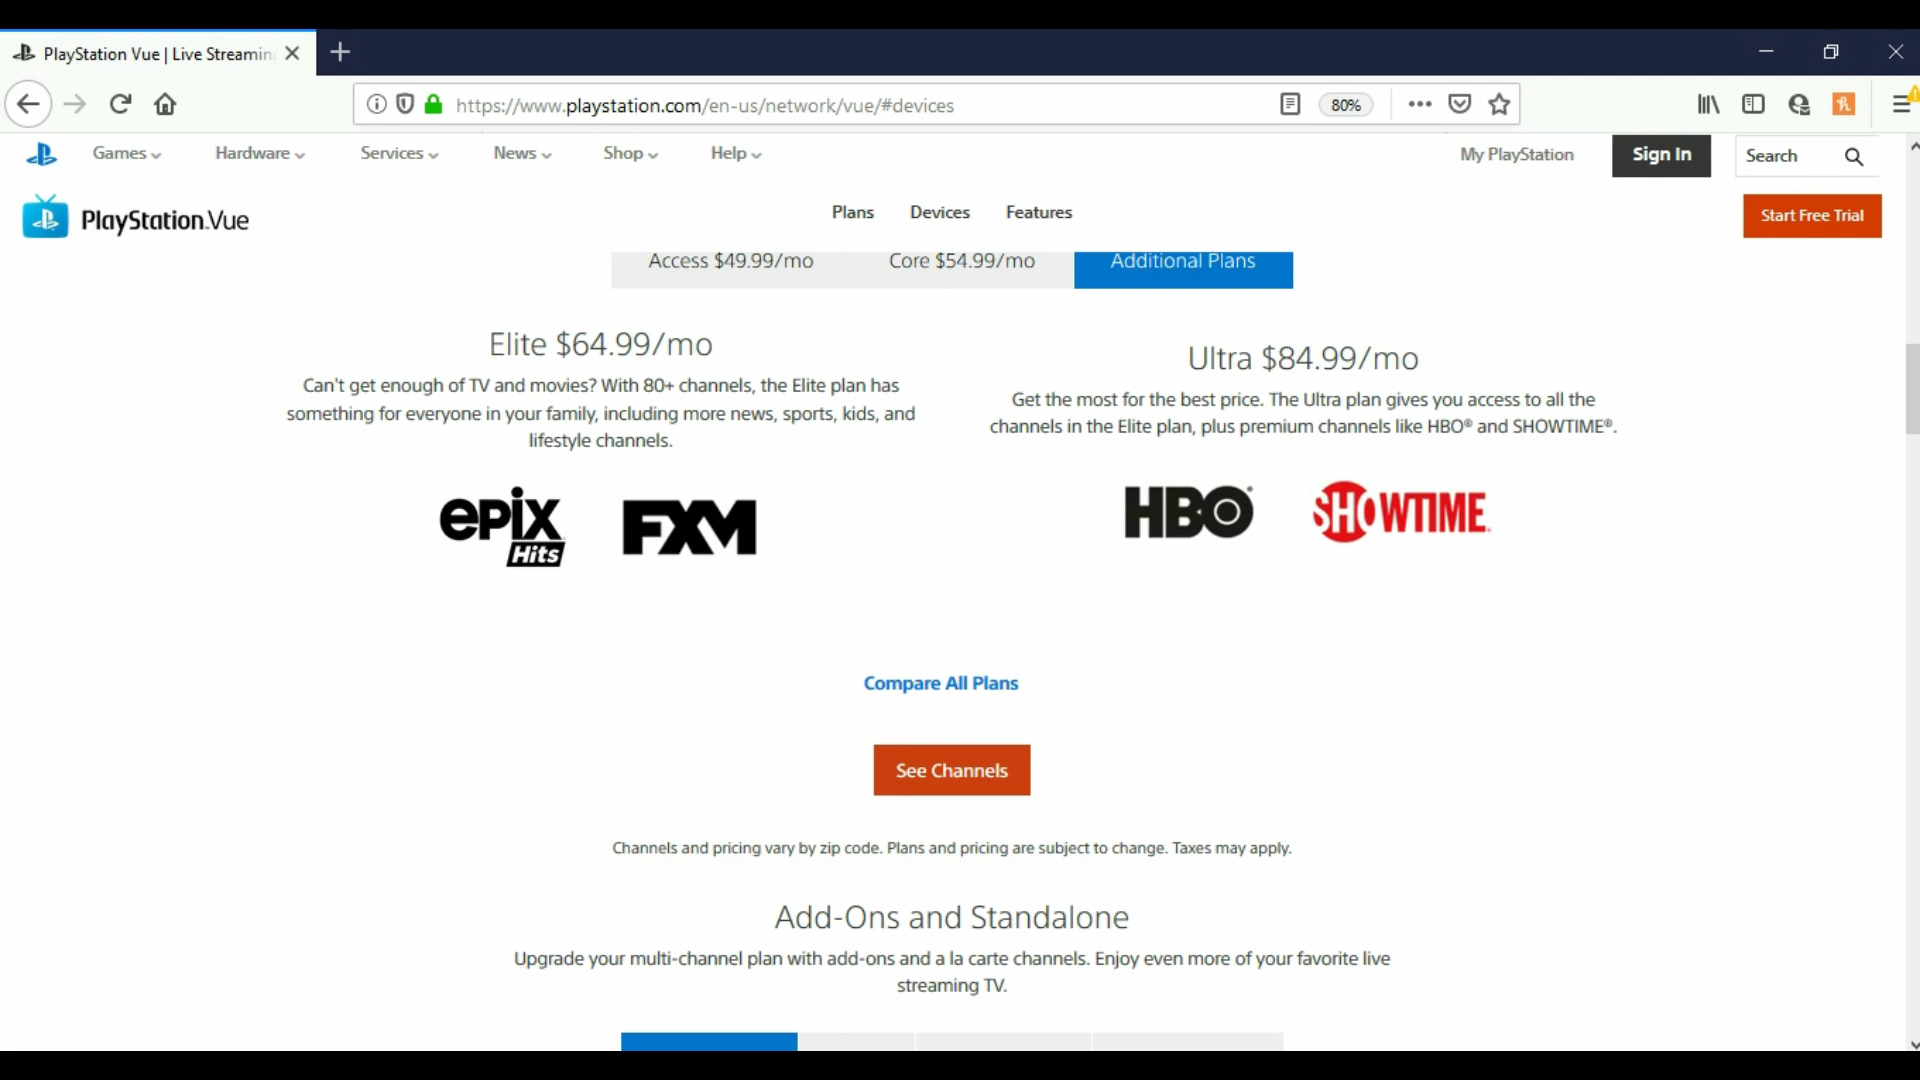 PlayStation Vue | Live Streaming
https://www.playstation.com/en-us/network/vue/#devices
80%
Games
Hardware
Services
News
Shop
Help
My PlayStation
Sign In
Search
PlayStation Vue
Plans
Devices
Features
Start Free Trial
Access $49.99/mo
Core $54.99/mo
Additional Plans
Elite $64.99/mo
Can't get enough of TV and movies? With 80+ channels, the Elite plan has
something for everyone in your family, including more news, sports, kids, and
lifestyle channels.
epix
Hits
FXM
Ultra $84.99/mo
Get the most for the best price. The Ultra plan gives you access to all the
channels in the Elite plan, plus premium channels like HBO® and SHOWTIME®.
HBO
SHOWTIME
Compare All Plans
See Channels
Channels and pricing vary by zip code. Plans and pricing are subject to change. Taxes may apply.
Add-Ons and Standalone
Upgrade your multi-channel plan with add-ons and a la carte channels. Enjoy even more of your favorite live
streaming TV.